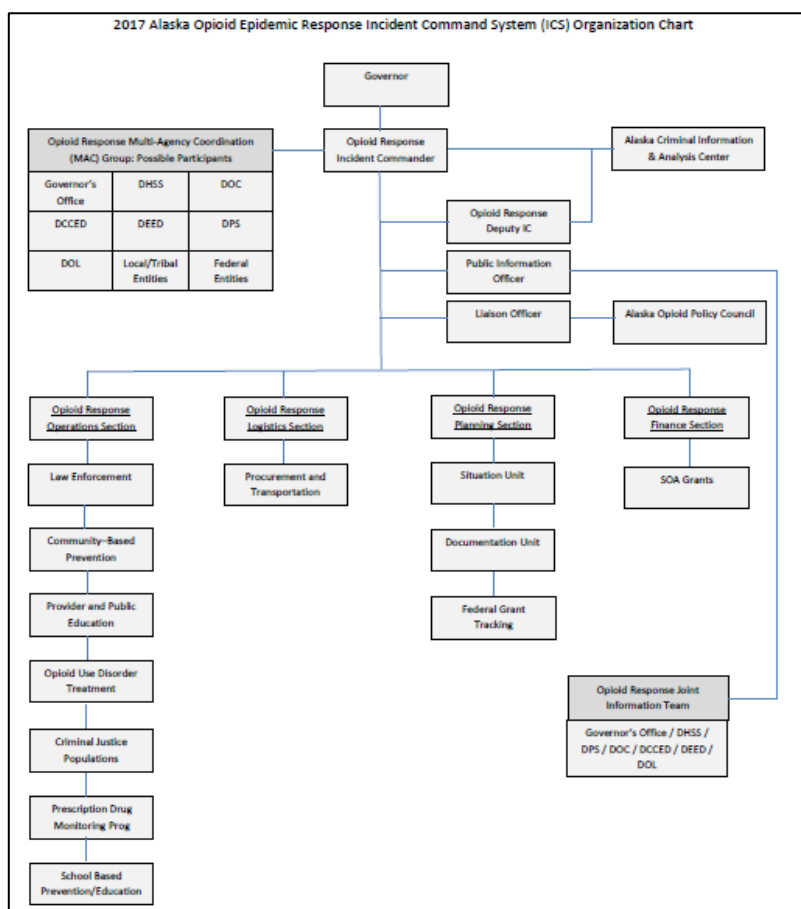 2017 Alaska Opioid Epidemic Response Incident Command System (ICS) Organization Chart
Governor
Opioid Response Multi-Agency Coordination
(MAC) Group: Possible Participants
Governor's
Office
DHSS
DOC
DCCED
DEED
DPS
DOL
Local/Tribal
Entities
Federal
Entities
Opioid Response
Incident Commander
Alaska Criminal Information
& Analysis Center
Opioid Response
Deputy IC
Public Information
Officer
Liaison Officer
Alaska Opioid Policy Council
Opioid Response
Operations Section
Law Enforcement
Community–Based
Prevention
Provider and Public
Education
Opioid Use Disorder
Treatment
Criminal Justice
Populations
Prescription Drug
Monitoring Prog
School Based
Prevention/Education
Opioid Response
Logistics Section
Procurement and
Transportation
Opioid Response
Planning Section
Situation Unit
Documentation Unit
Federal Grant
Tracking
Opioid Response
Finance Section
SOA Grants
Opioid Response Joint
Information Team
Governor's Office / DHSS /
DPS / DOC / DCCED / DEED /
DOL